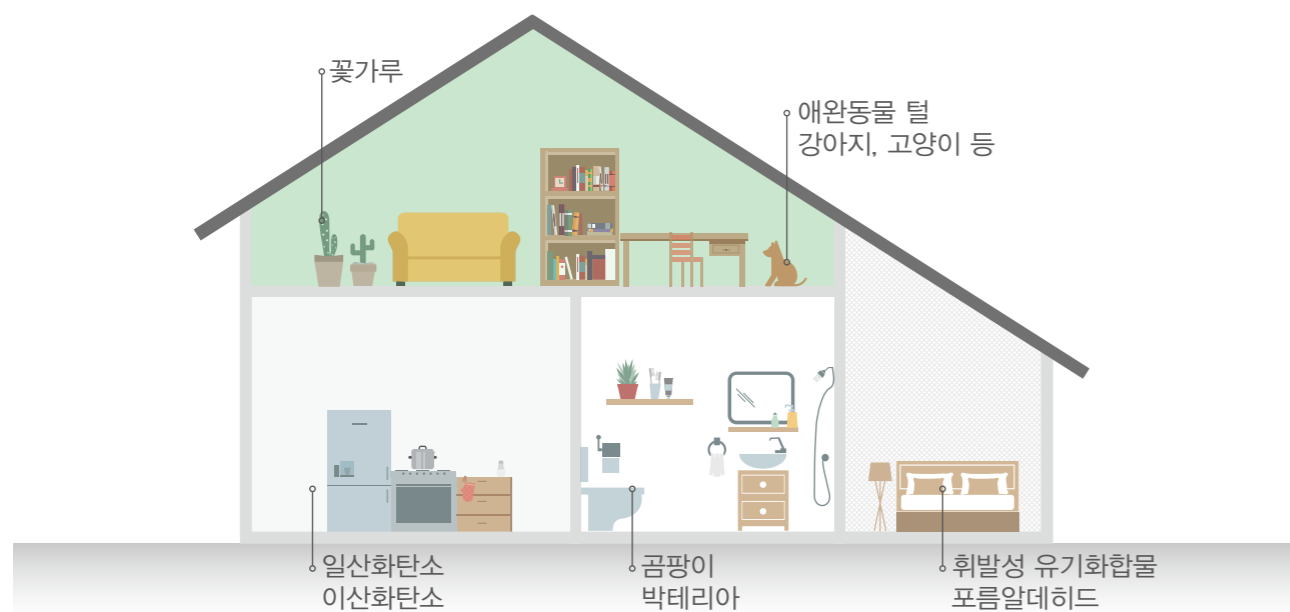 꽃가루
애완동물 털
강아지, 고양이 등
일산화탄소
이산화탄소
곰팡이
박테리아
휘발성 유기화합물
포름알데히드